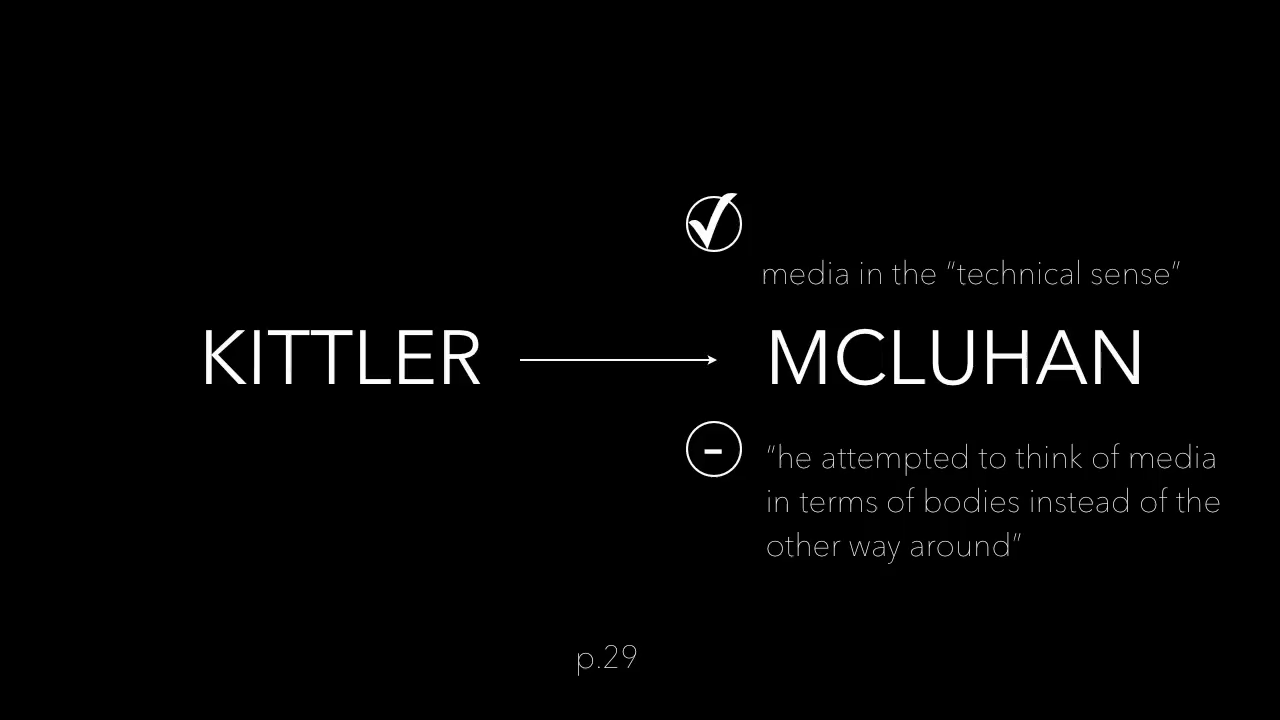 media in the “technical sense”
KITTLER MCLUHAN
-
“he attempted to think of media
in terms of bodies instead of the
other way around”
p.29